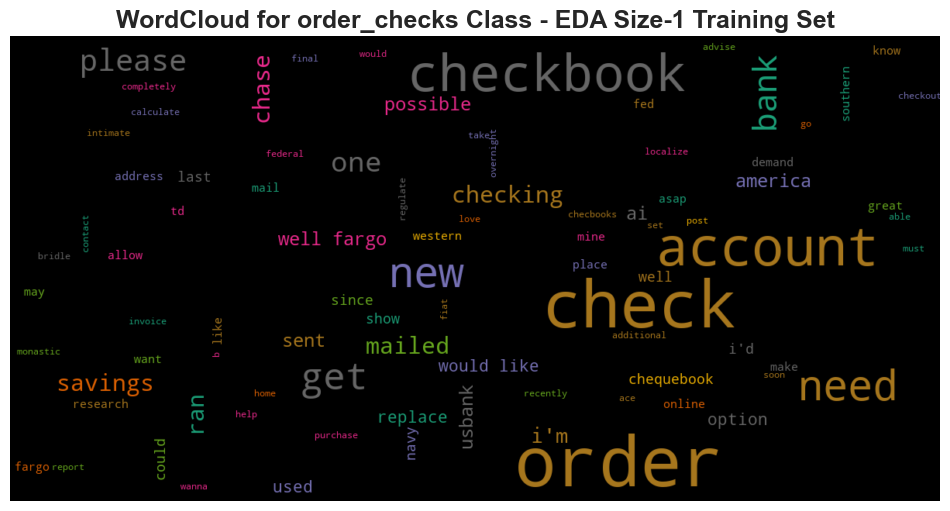 WordCloud for order_checks Class - EDA Size-1 Training Set
please
chase
final
would
checkbook
advise
bank
know
completely
calculate
possible
fed
southern
checkout
intimate
take
overnight
go
federal
one
localize
demand
address
last
mail
regulate
checking
america
td
love
checbooks
ai
set
post
asap
great
able
contact
allow
well fargo
western
mine
account
must
bridle
new
place
well
may
since
fiat
check
invoice
like
show
additional
monastic
b
want
sent
mailed
i'd
savings
get
would like
chequebook
make
soon
need
research
ran
home
recently
ace
online
help
replace
usbank
option
purchase
navy
i'm
order
could
fargo
report
wanna
used